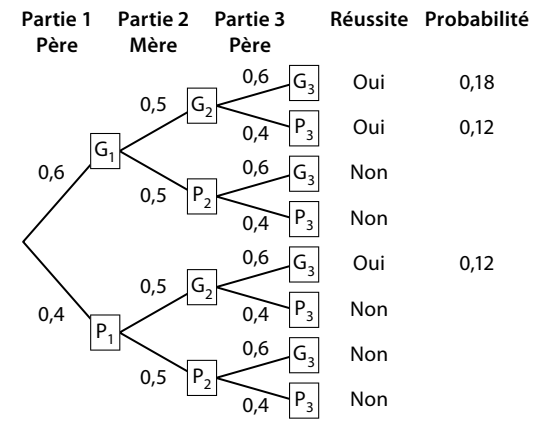 Partie 1 Partie 2 Partie 3 Réussite Probabilité
Père Mère Père
0,6 G₃ Oui 0,18
0,5 G₂
0,4 P₃ Oui 0,12
G₁
0,6 0,6 G₃ Non
0,5 P₂
0,4 P₃ Non
0,6 G₃ Oui 0,12
0,5 G₂
0,4 0,4 P₃ Non
P₁
0,6 G₃ Non
0,5 P₂
0,4 P₃ Non